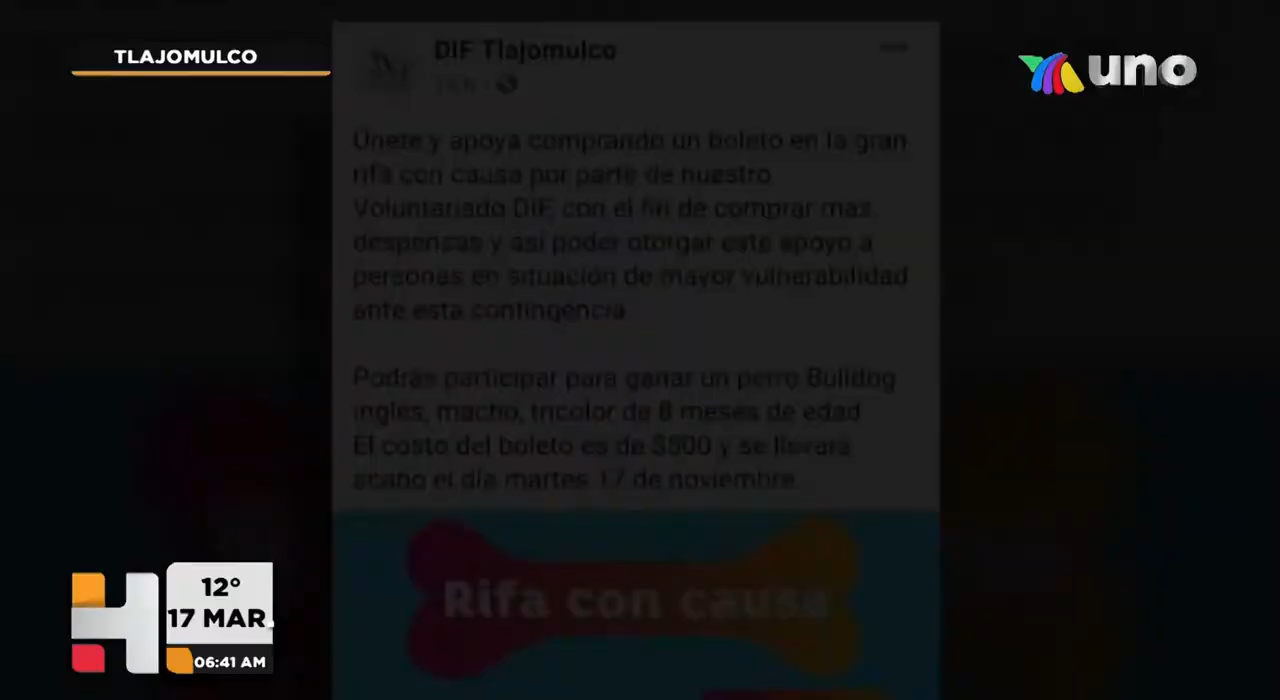 TLAJOMULCO
uno
DIF Tlajomulco
Únete y apoya comprando un boleto en la gran
rifa con causa por parte de nuestro
Voluntariado DIF, con el fin de comprar mas
despensas y así poder otorgar este apoyo a
personas en situación de mayor vulnerabilidad
ante esta contingencia
Podrás participar para ganar un perro Bulldog
ingles, macho, tricolor de 8 meses de edad
El costo del boleto es de $500 y se llevará
acabo el día martes 17 de noviembre
Rifa con causa
12°
17 MAR.
06:41 AM